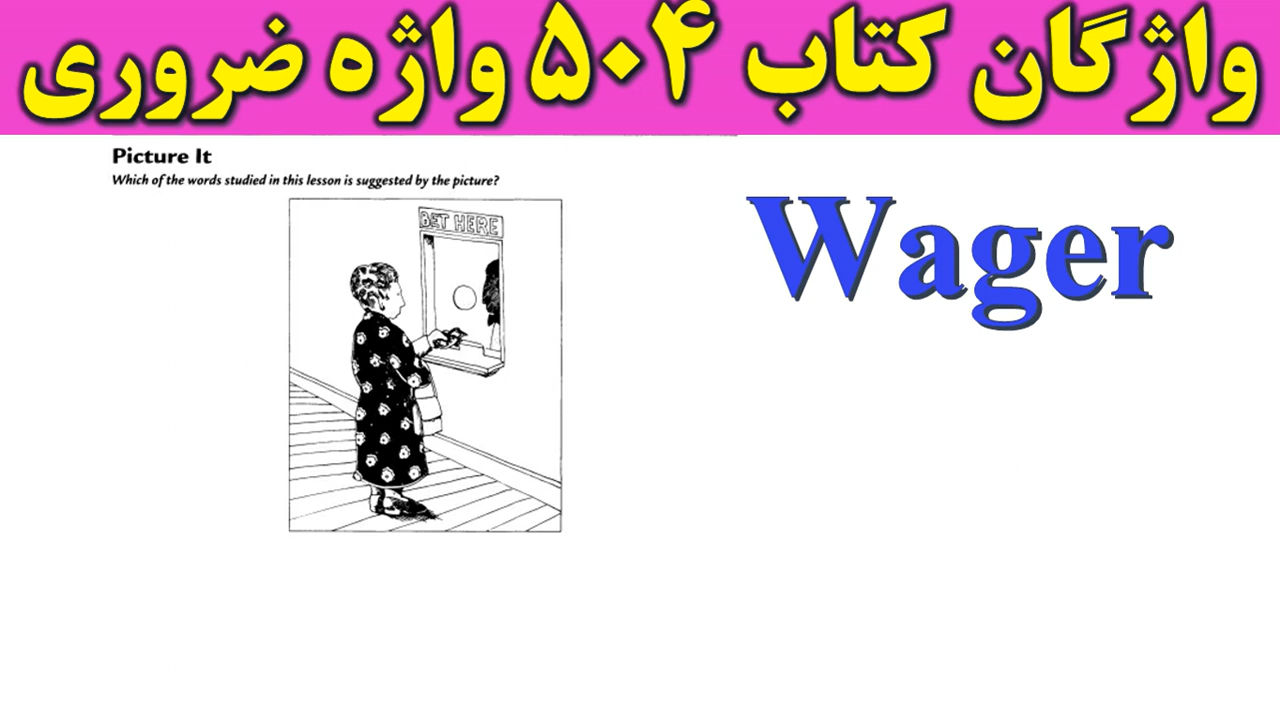 واژگان کتاب ۵۰۴ واژه ضروری
Picture It
Which of the words studied in this lesson is suggested by the picture?
BET HERE
Wager